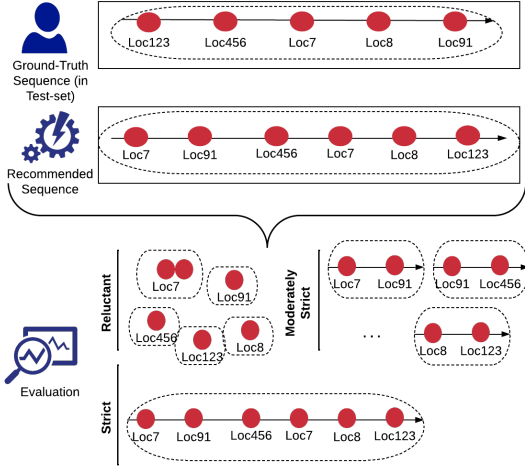 Loc123 Loc456 Loc7 Loc8 Loc91
Ground-Truth
Sequence (in
Test-set)
Loc7 Loc91 Loc456 Loc7 Loc8 Loc123
Recommended
Sequence
Reluctant
Loc7
Loc91
Loc456
Loc123
Loc8
Moderately
Strict
Loc7 Loc91
Loc91 Loc456
...
Loc8 Loc123
Evaluation
Strict
Loc7 Loc91 Loc456 Loc7 Loc8 Loc123